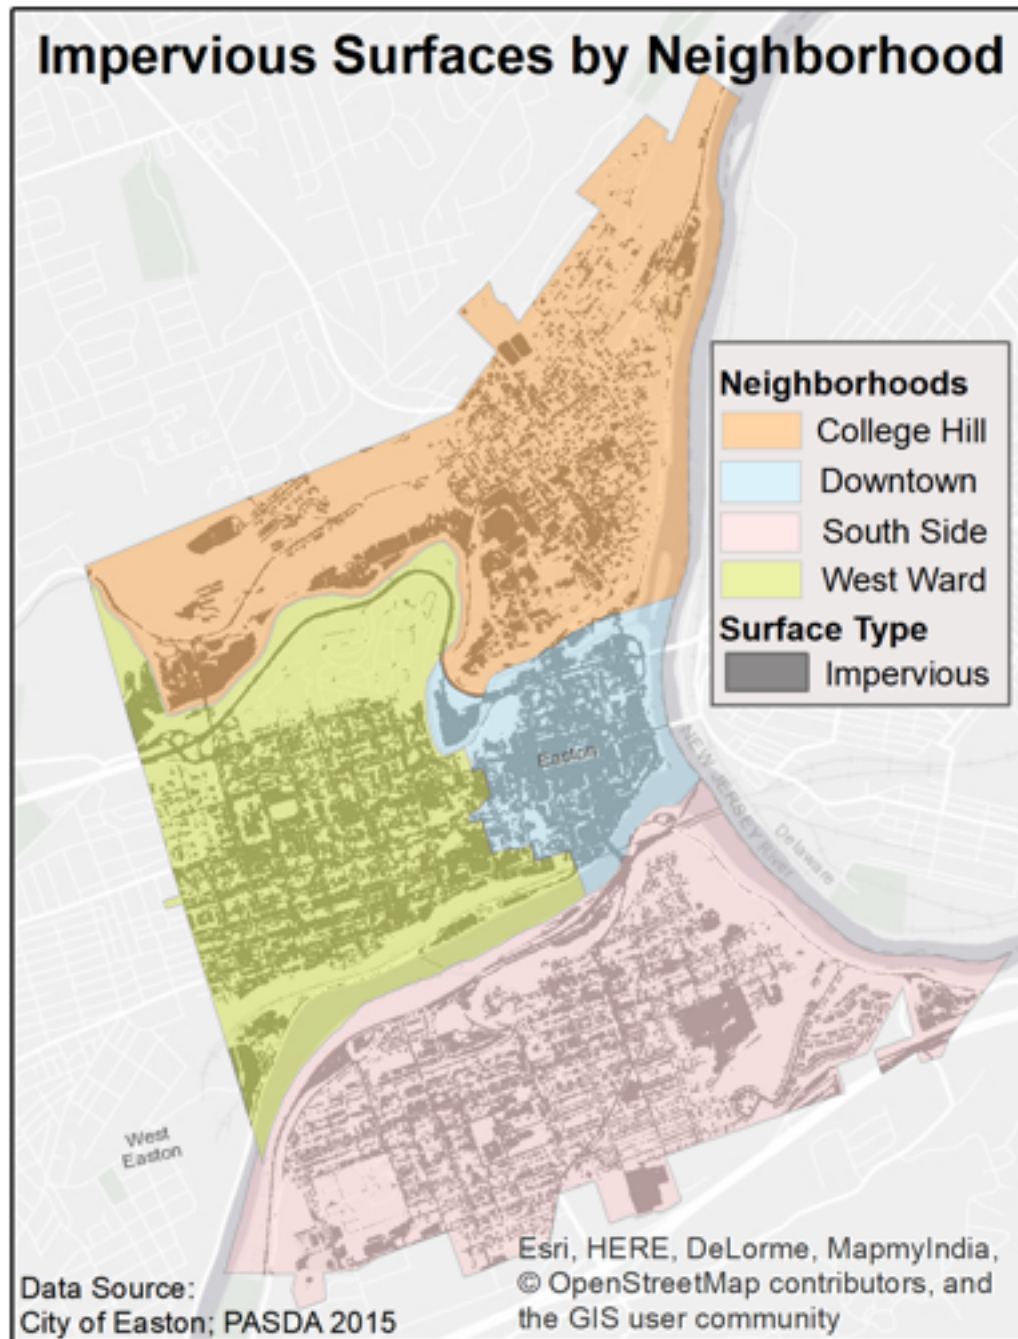 Impervious Surfaces by Neighborhood
Neighborhoods
College Hill
Downtown
South Side
West Ward
Surface Type
Impervious
Easton
NEW JERSEY
Delaware
River
West
Easton
Esri, HERE, DeLorme, MapmyIndia,
© OpenStreetMap contributors, and
the GIS user community
Data Source:
City of Easton; PASDA 2015